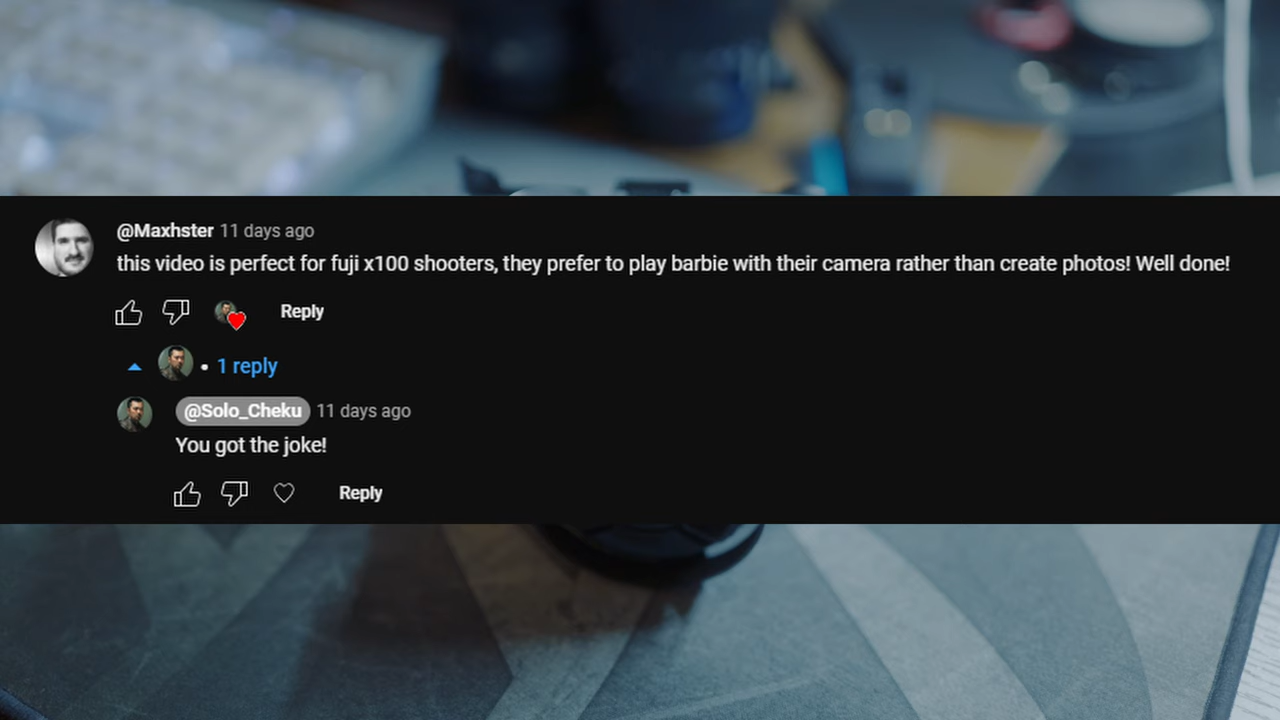 @Maxhster 11 days ago
this video is perfect for fuji x100 shooters, they prefer to play barbie with their camera rather than create photos! Well done!
Reply
1 reply
@Solo_Cheku 11 days ago
You got the joke!
Reply